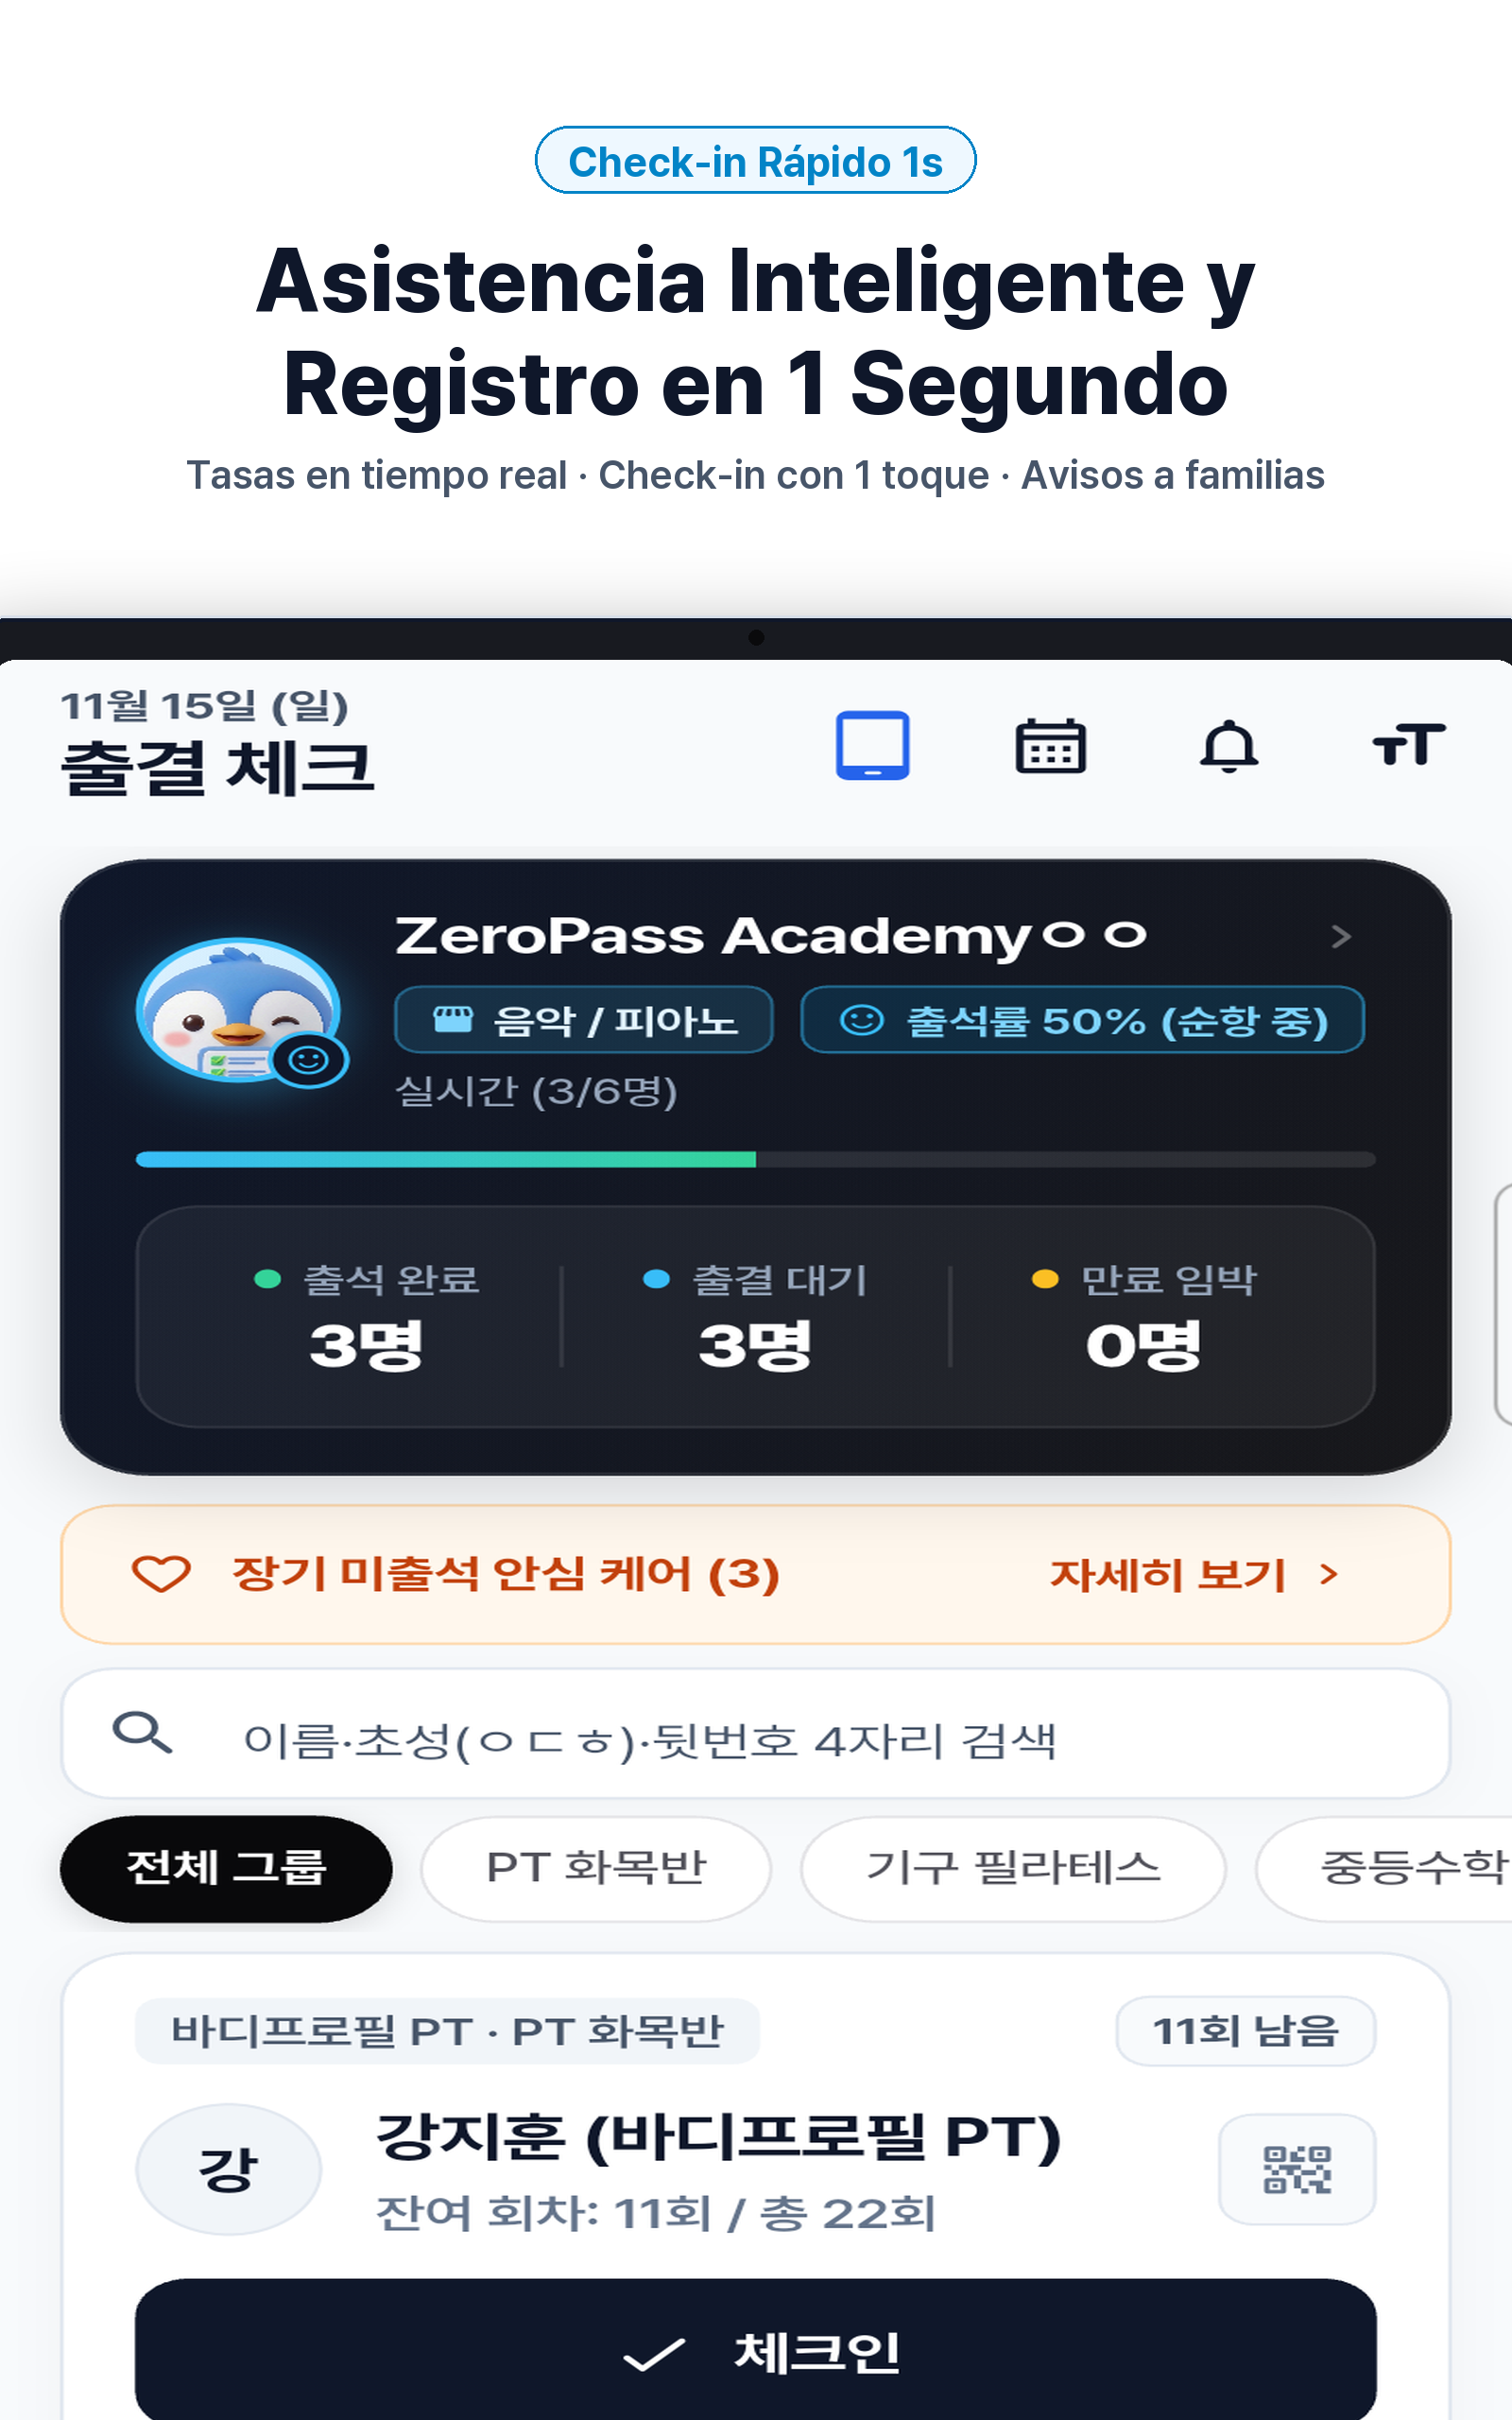 Check-in Rápido 1s
Asistencia Inteligente y
Registro en 1 Segundo
Tasas en tiempo real · Check-in con 1 toque · Avisos a familias
11월 15일 (일)
출결 체크
ZeroPass Academyㅇㅇ
음악 / 피아노
출석률 50% (순항 중)
실시간 (3/6명)
출석 완료
3명
출결 대기
3명
만료 임박
0명
장기 미출석 안심 케어 (3)
자세히 보기
이름·초성(ㅇㄷㅎ)·뒷번호 4자리 검색
전체 그룹
PT 화목반
기구 필라테스
중등수학
바디프로필 PT · PT 화목반
11회 남음
강
강지훈 (바디프로필 PT)
잔여 회차: 11회 / 총 22회
체크인